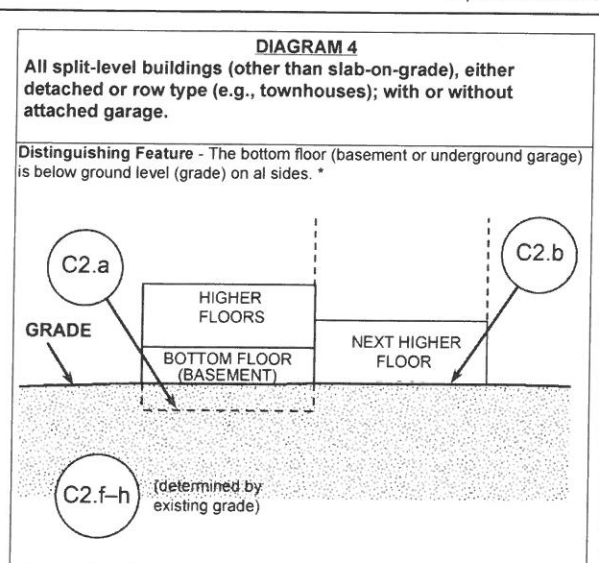 DIAGRAM 4
All split-level buildings (other than slab-on-grade), either
detached or row type (e.g., townhouses); with or without
attached garage.
Distinguishing Feature - The bottom floor (basement or underground garage)
is below ground level (grade) on al sides. *
C2.a
C2.b
HIGHER
FLOORS
GRADE
NEXT HIGHER
FLOOR
BOTTOM FLOOR
(BASEMENT)
C2.f–h
(determined by
existing grade)